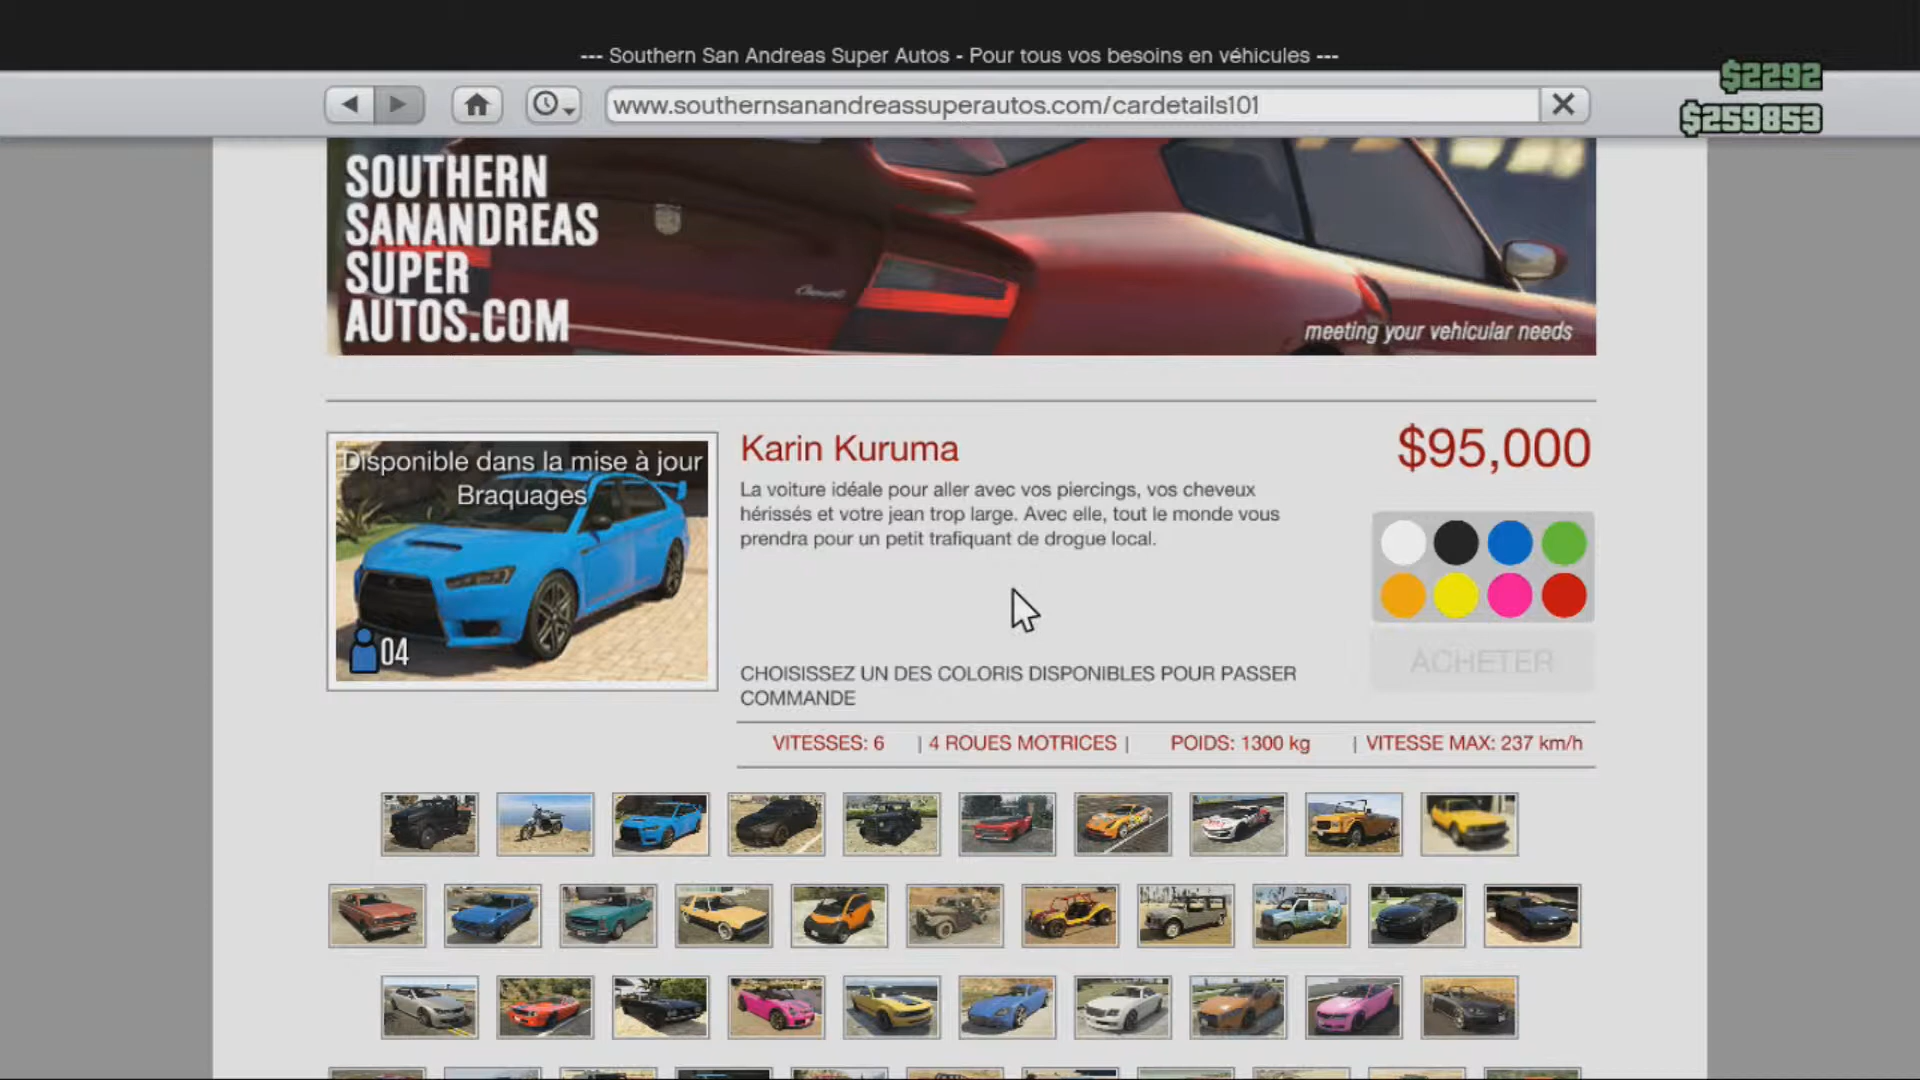 --- Southern San Andreas Super Autos - Pour tous vos besoins en véhicules ---
$2292
www.southernsanandreassuperautos.com/cardetails101
$259853
SOUTHERN
SANANDREAS
SUPER
AUTOS.COM
meeting your vehicular needs
Disponible dans la mise à jour
Braquages
04
Karin Kuruma
$95,000
La voiture idéale pour aller avec vos piercings, vos cheveux
hérissés et votre jean trop large. Avec elle, tout le monde vous
prendra pour un petit trafiquant de drogue local.
ACHETER
CHOISISSEZ UN DES COLORIS DISPONIBLES POUR PASSER
COMMANDE
VITESSES: 6 | 4 ROUES MOTRICES | POIDS: 1300 kg | VITESSE MAX: 237 km/h